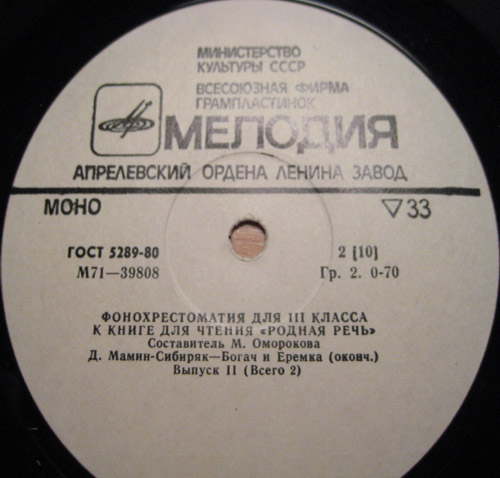 МИНИСТЕРСТВО
КУЛЬТУРЫ СССР
ВСЕСОЮЗНАЯ ФИРМА
ГРАМПЛАСТИНОК
МЕЛОДИЯ
АПРЕЛЕВСКИЙ ОРДЕНА ЛЕНИНА ЗАВОД
МОНО ▽33
ГОСТ 5289-80 2 [10]
М71—39808 Гр. 2. 0-70
ФОНОХРЕСТОМАТИЯ ДЛЯ III КЛАССА
К КНИГЕ ДЛЯ ЧТЕНИЯ «РОДНАЯ РЕЧЬ»
Составитель М. Оморокова
Д. Мамин-Сибиряк—Богач и Еремка (оконч.)
Выпуск II (Всего 2)